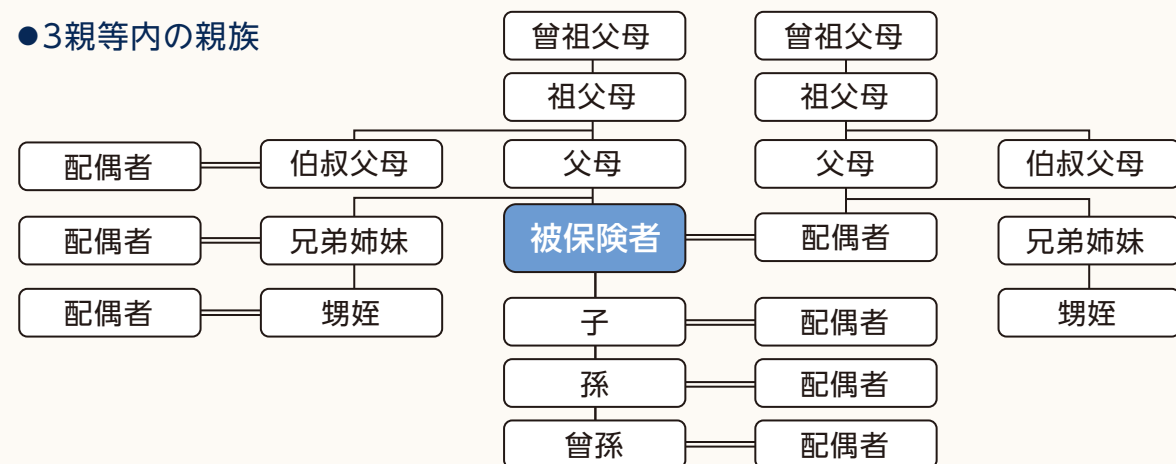 ●3親等内の親族
曾祖父母 曾祖父母
祖父母 祖父母
配偶者 伯叔父母 父母 父母 伯叔父母
配偶者 兄弟姉妹 被保険者 配偶者 兄弟姉妹
配偶者 甥姪 子 配偶者 甥姪
孫 配偶者
曾孫 配偶者